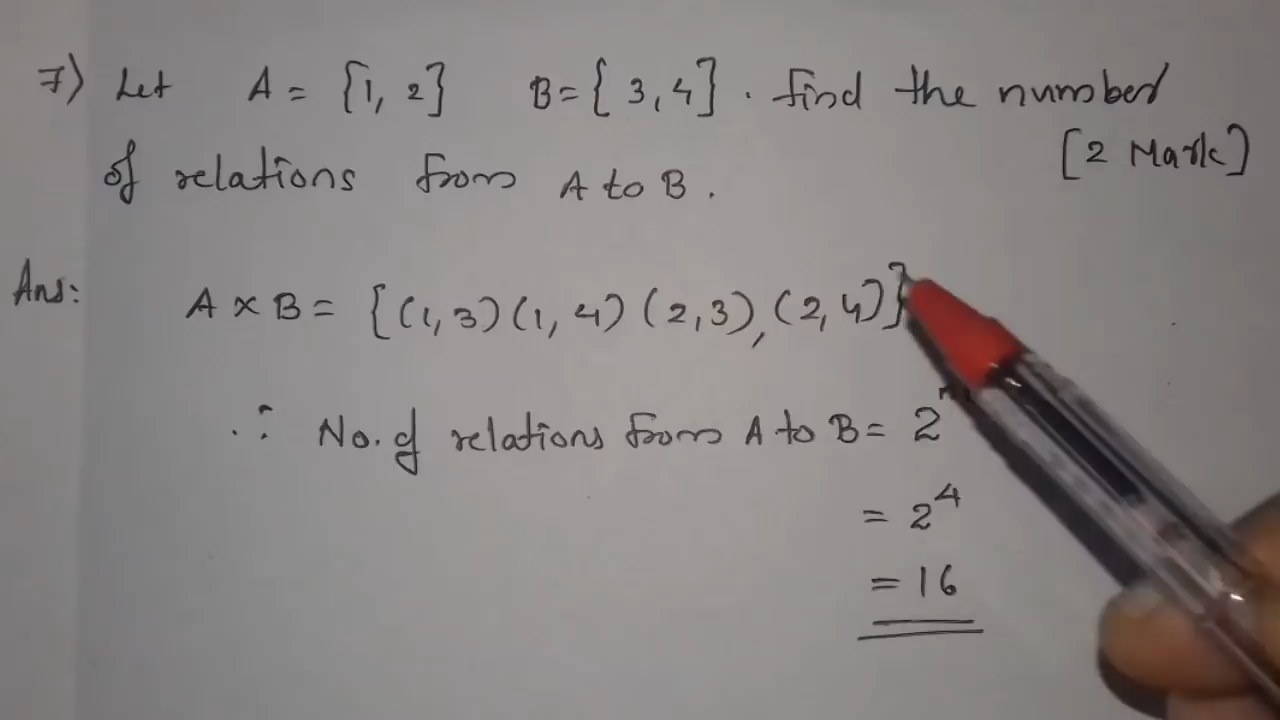 7) Let A = {1, 2} B = { 3, 4}. find the number
of relations from A to B.
[2 Mark]
Ans: A × B = {(1, 3)(1, 4) (2, 3), (2, 4)}
∴ No. of relations from A to B = 2
= 2⁴
= 16